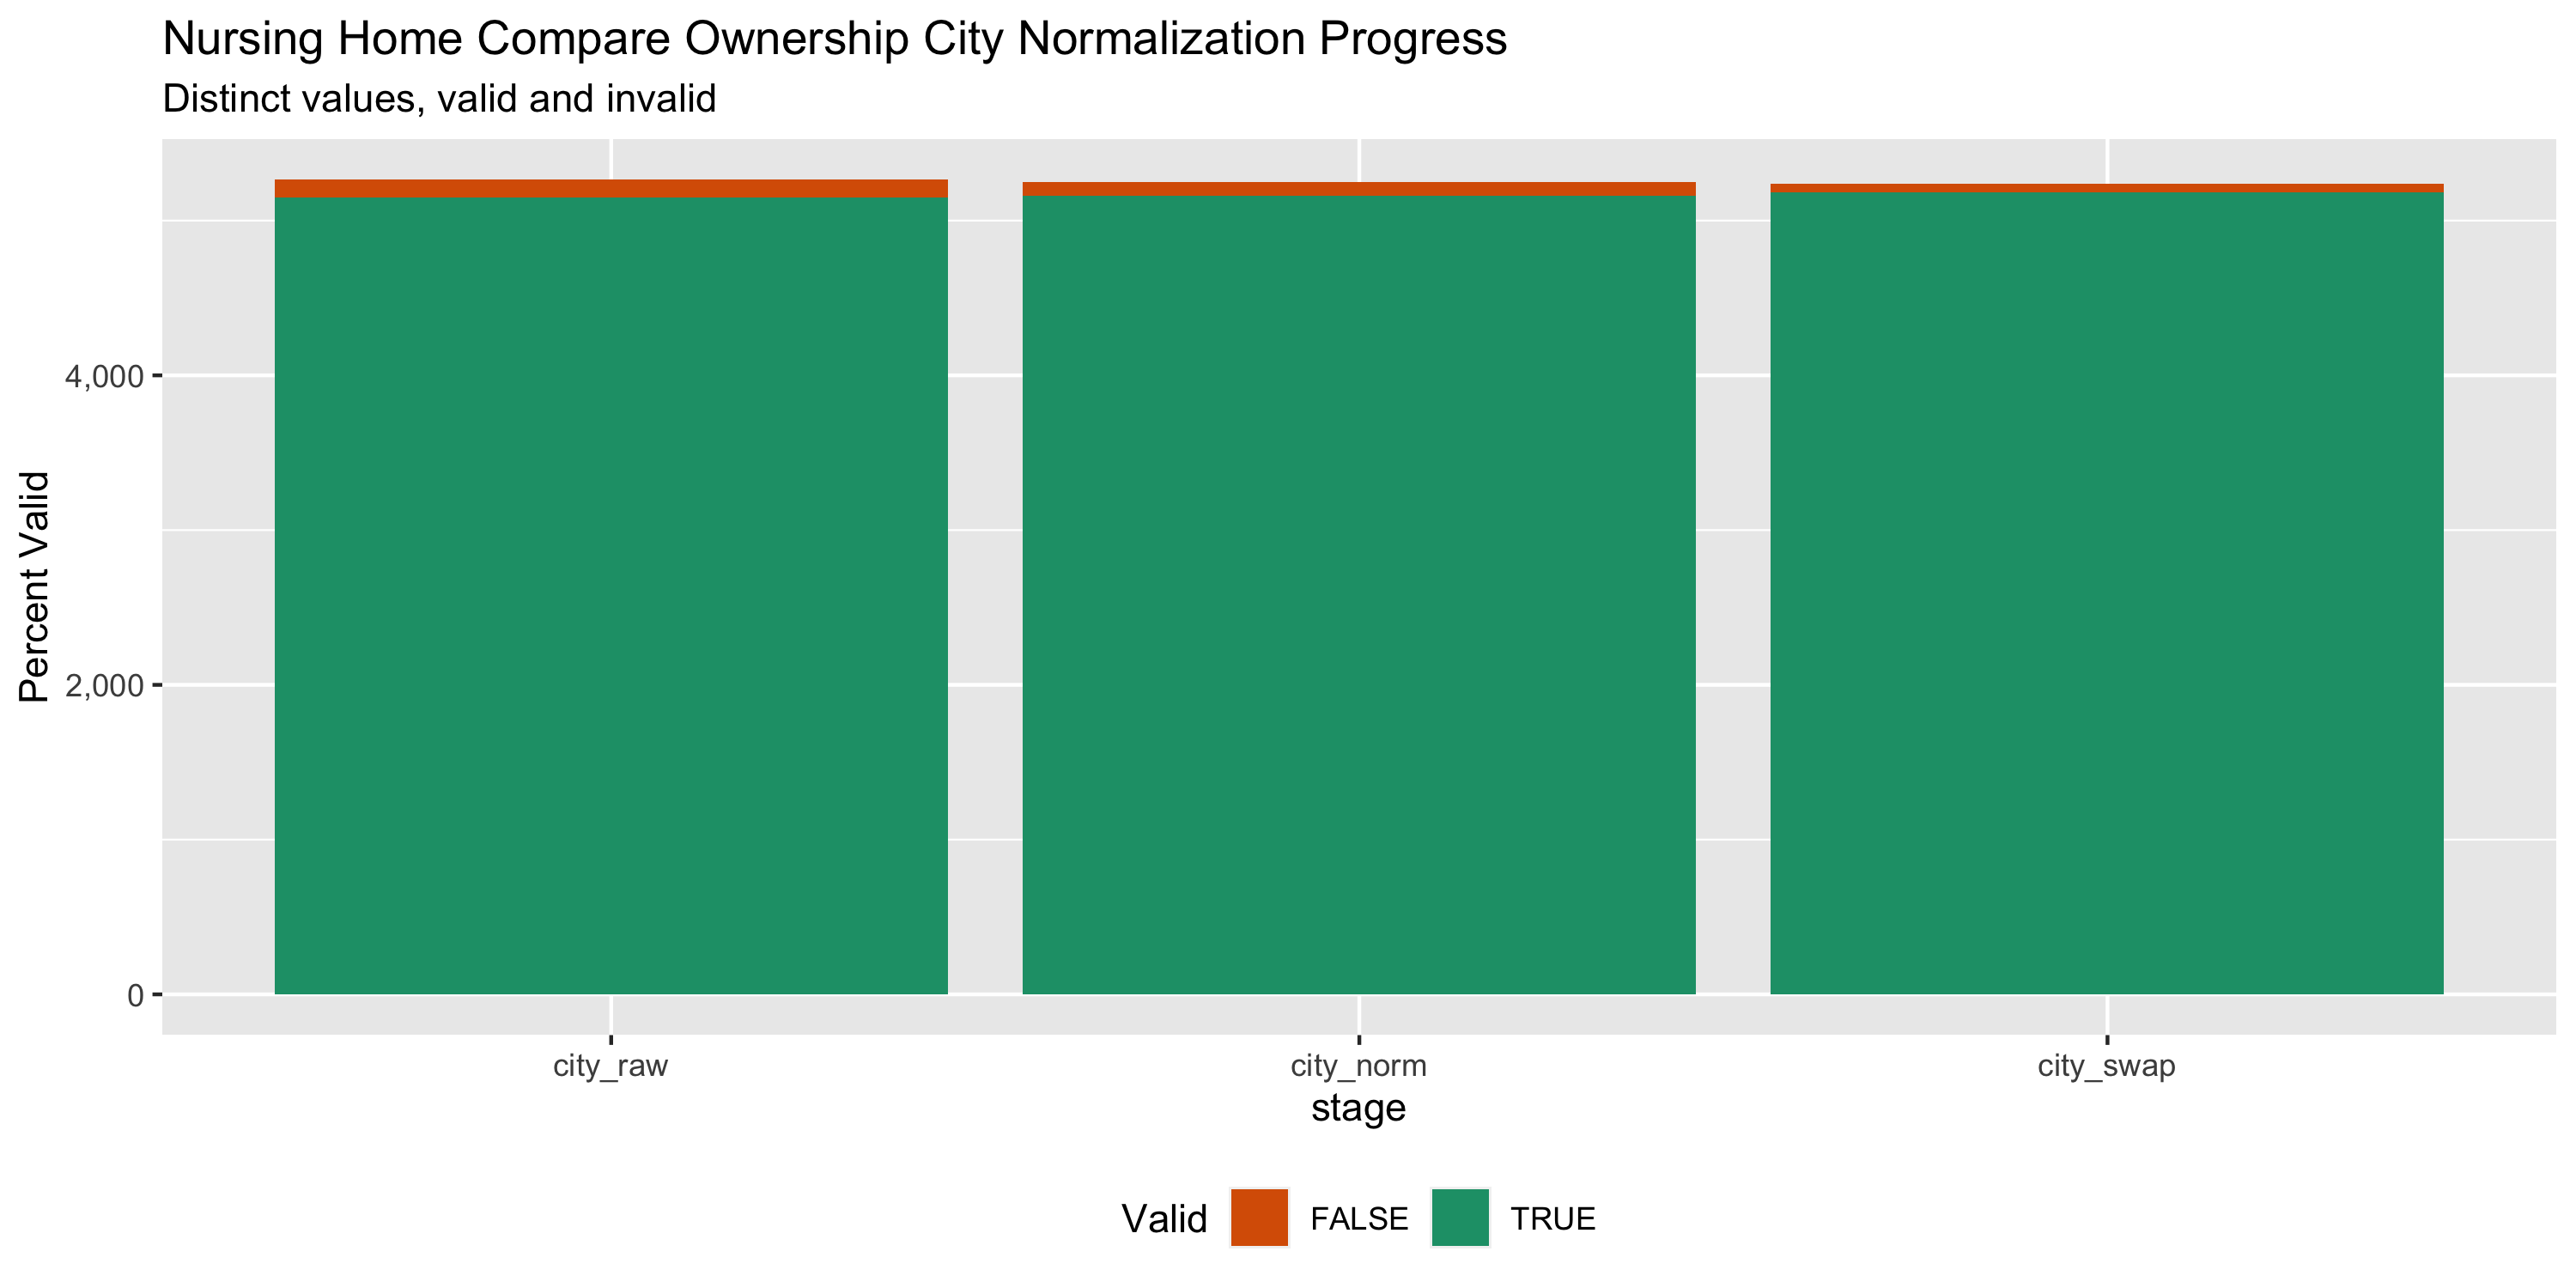 Nursing Home Compare Ownership City Normalization Progress
Distinct values, valid and invalid
Percent Valid
4,000
2,000
0
city_raw city_norm city_swap
stage
Valid FALSE TRUE